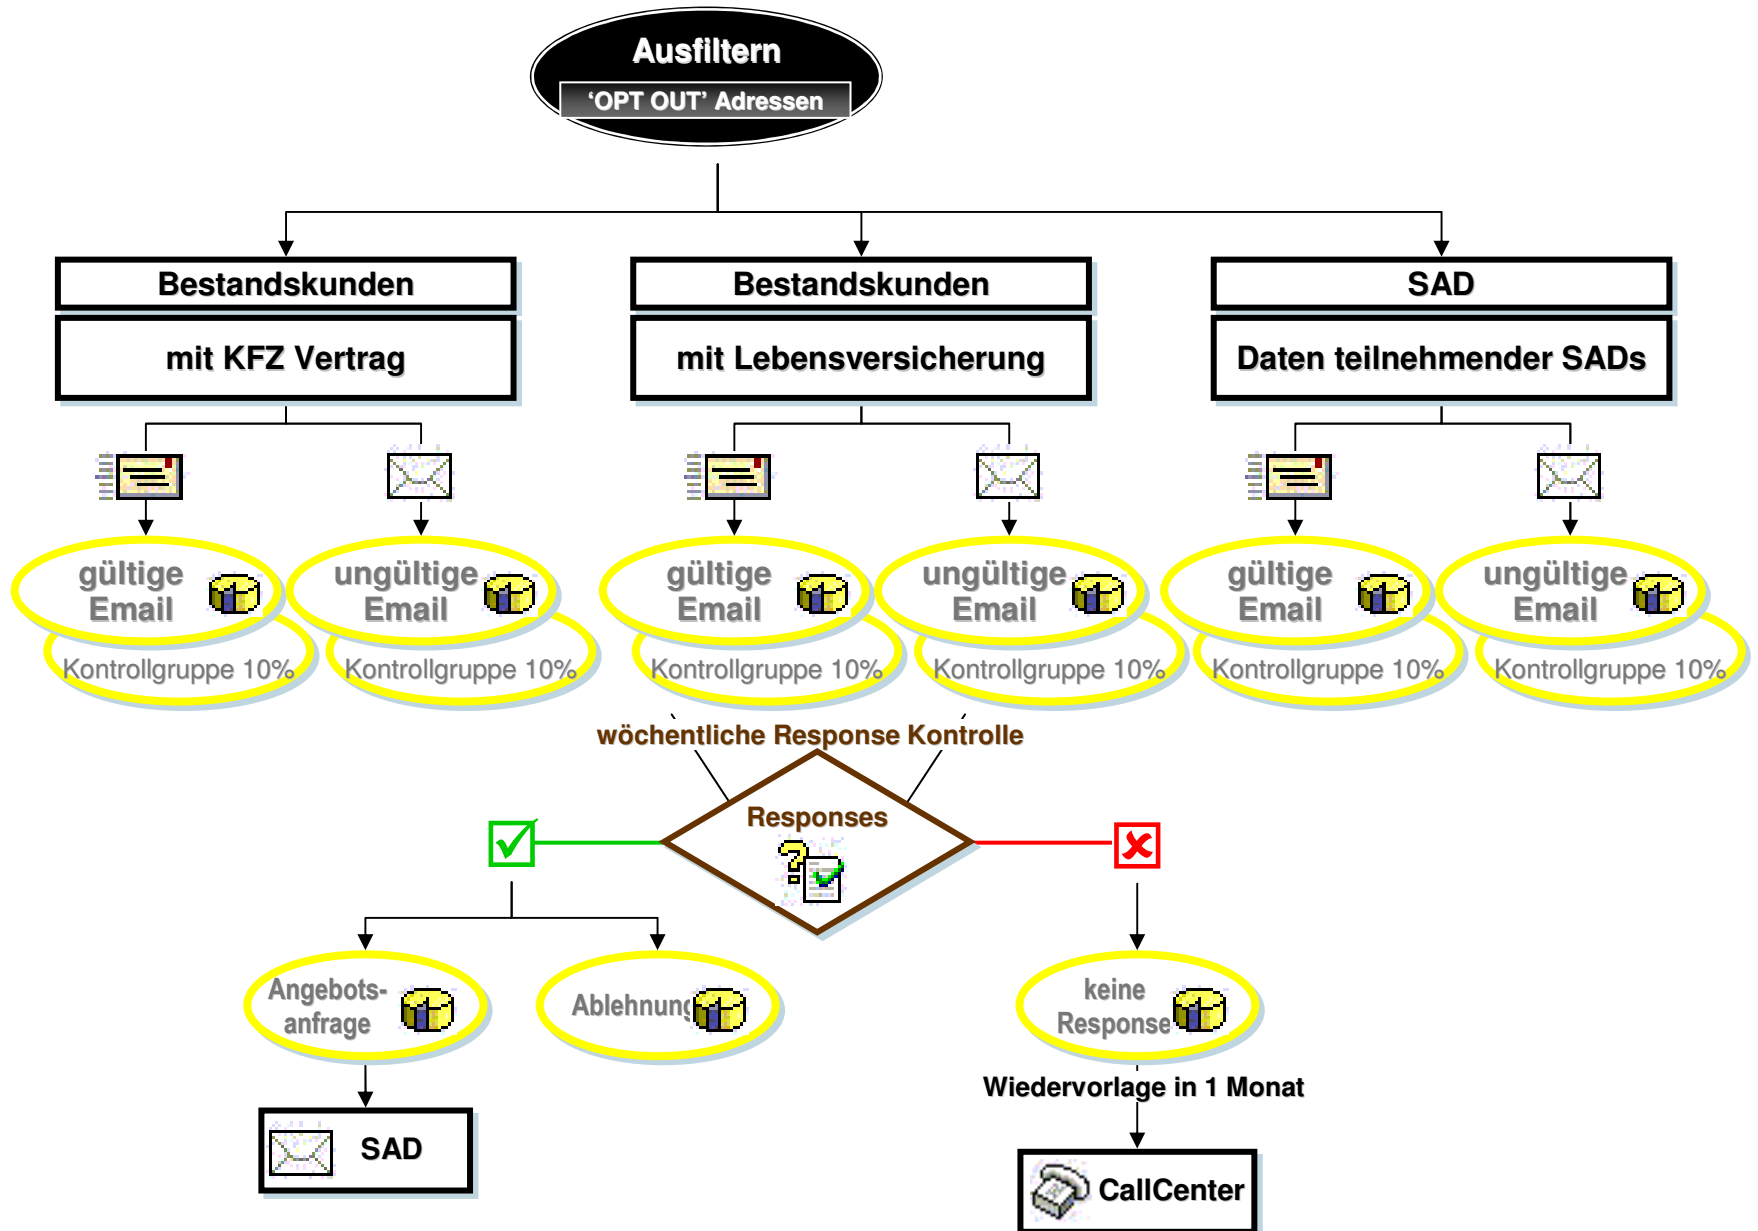 Ausfiltern
‘OPT OUT’ Adressen
Bestandskunden
mit KFZ Vertrag
Bestandskunden
mit Lebensversicherung
SAD
Daten teilnehmender SADs
gültige
Email
Kontrollgruppe 10%
ungültige
Email
Kontrollgruppe 10%
gültige
Email
Kontrollgruppe 10%
ungültige
Email
Kontrollgruppe 10%
gültige
Email
Kontrollgruppe 10%
ungültige
Email
Kontrollgruppe 10%
wöchentliche Response Kontrolle
Responses
Angebots-
anfrage
Ablehnung
keine
Response
Wiedervorlage in 1 Monat
SAD
CallCenter